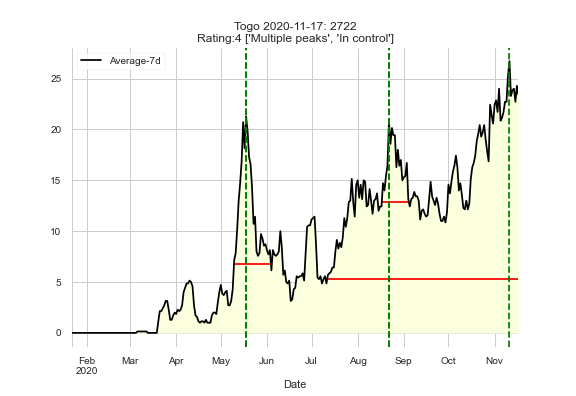 Togo 2020-11-17: 2722
Rating:4 ['Multiple peaks', 'In control']
Average-7d
25
20
15
10
5
0
Feb Mar Apr May Jun Jul Aug Sep Oct Nov
2020
Date